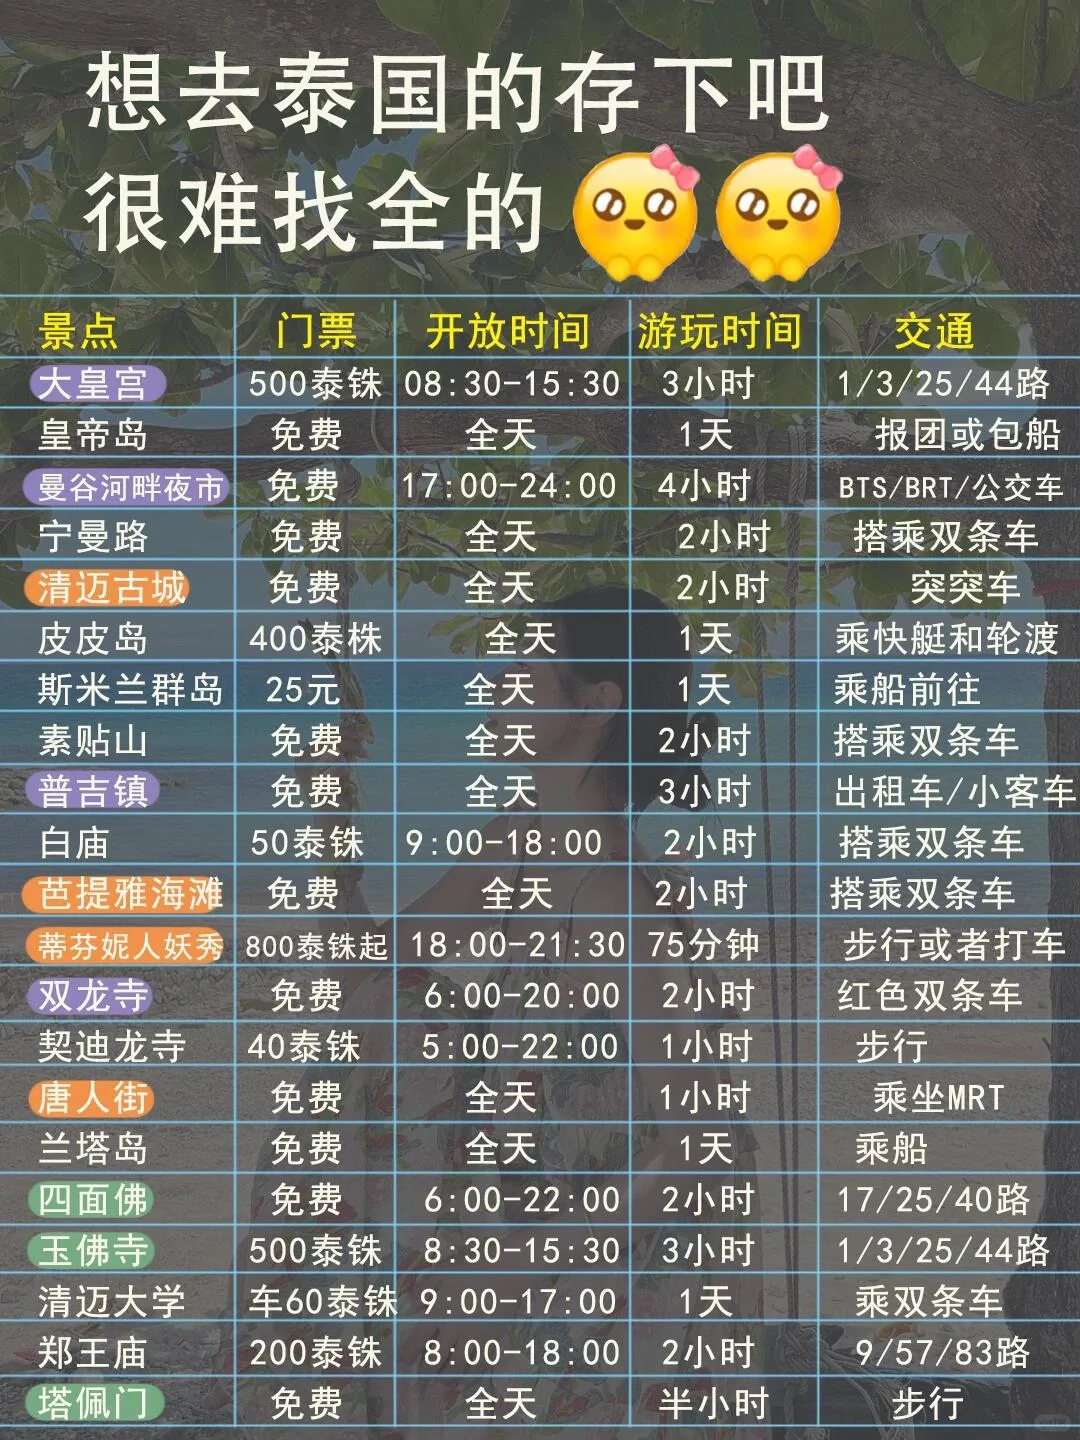 想去泰国的存下吧
很难找全的
景点 门票 开放时间 游玩时间 交通
大皇宫 500泰铢 08:30-15:30 3小时 1/3/25/44路
皇帝岛 免费 全天 1天 报团或包船
曼谷河畔夜市 免费 17:00-24:00 4小时 BTS/BRT/公交车
宁曼路 免费 全天 2小时 搭乘双条车
清迈古城 免费 全天 2小时 突突车
皮皮岛 400泰株 全天 1天 乘快艇和轮渡
斯米兰群岛 25元 全天 1天 乘船前往
素贴山 免费 全天 2小时 搭乘双条车
普吉镇 免费 全天 3小时 出租车/小客车
白庙 50泰铢 9:00-18:00 2小时 搭乘双条车
芭提雅海滩 免费 全天 2小时 搭乘双条车
蒂芬妮人妖秀 800泰铢起 18:00-21:30 75分钟 步行或者打车
双龙寺 免费 6:00-20:00 2小时 红色双条车
契迪龙寺 40泰铢 5:00-22:00 1小时 步行
唐人街 免费 全天 1小时 乘坐MRT
兰塔岛 免费 全天 1天 乘船
四面佛 免费 6:00-22:00 2小时 17/25/40路
玉佛寺 500泰铢 8:30-15:30 3小时 1/3/25/44路
清迈大学 车60泰铢 9:00-17:00 1天 乘双条车
郑王庙 200泰铢 8:00-18:00 2小时 9/57/83路
塔佩门 免费 全天 半小时 步行